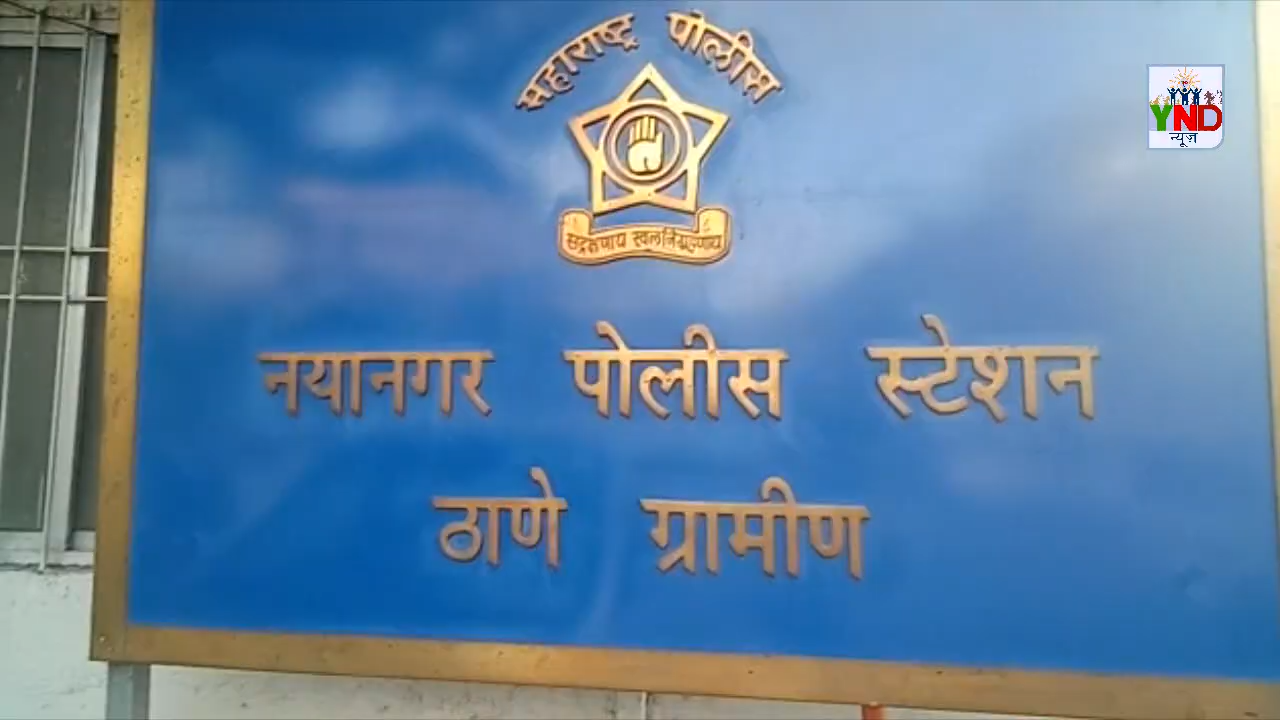 महाराष्ट्र पोलीस
सद्रक्षणाय खलनिग्रहणाय
नयानगर पोलीस स्टेशन
ठाणे ग्रामीण
YND
न्यूज़